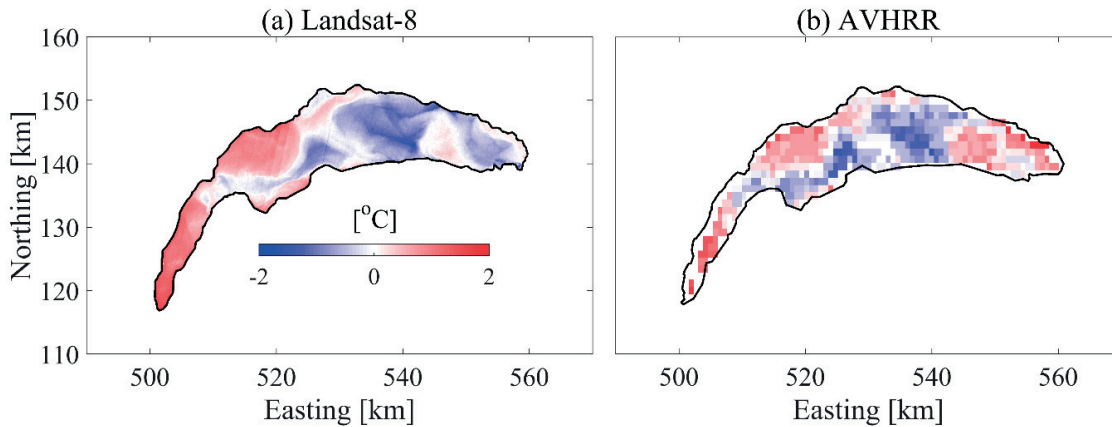 (a) Landsat-8
(b) AVHRR
160
150
140
130
120
110
Northing [km]
[°C]
-2 0 2
500 520 540 560
500 520 540 560
Easting [km]
Easting [km]